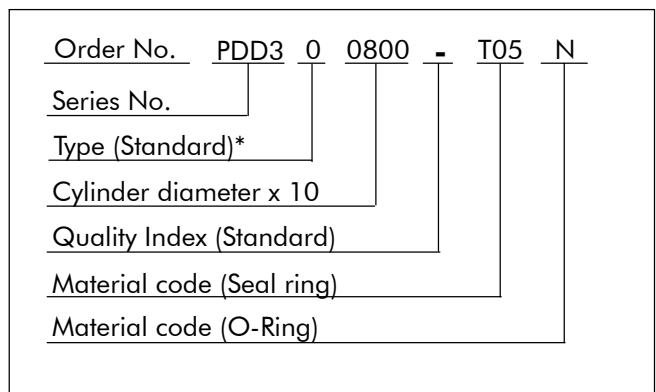 Order No. PDD3 0 0800 - T05 N
Series No.
Type (Standard)*
Cylinder diameter x 10
Quality Index (Standard)
Material code (Seal ring)
Material code (O-Ring)